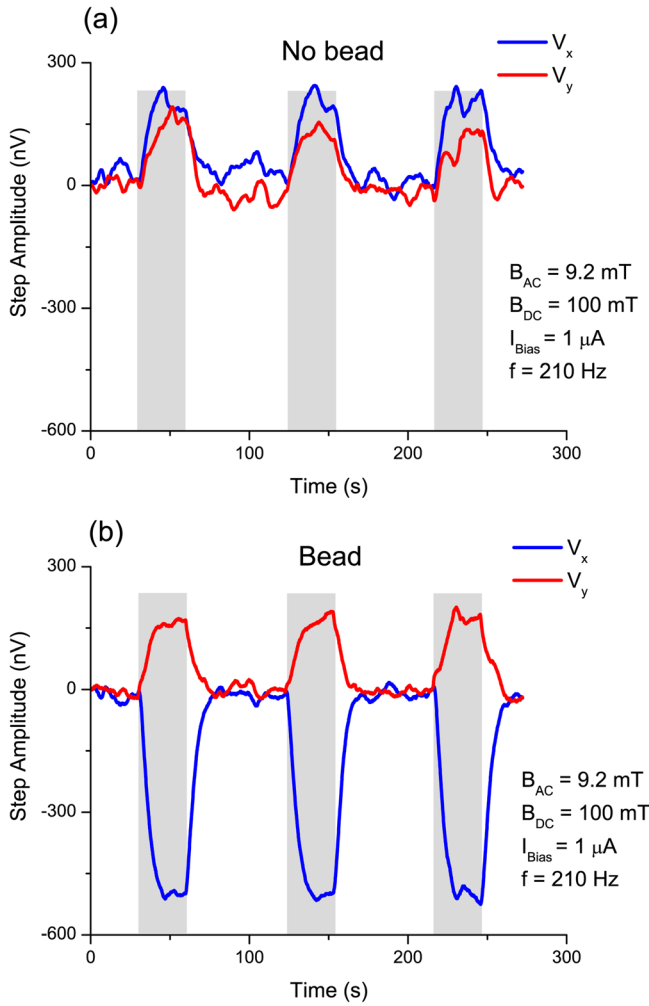 (a)
No bead
Vx
Vy
300
0
-300
-600
Step Amplitude (nV)
BAC = 9.2 mT
BDC = 100 mT
IBias = 1 μA
f = 210 Hz
0
100
200
300
Time (s)
(b)
Bead
Vx
Vy
300
0
-300
-600
Step Amplitude (nV)
BAC = 9.2 mT
BDC = 100 mT
IBias = 1 μA
f = 210 Hz
0
100
200
300
Time (s)